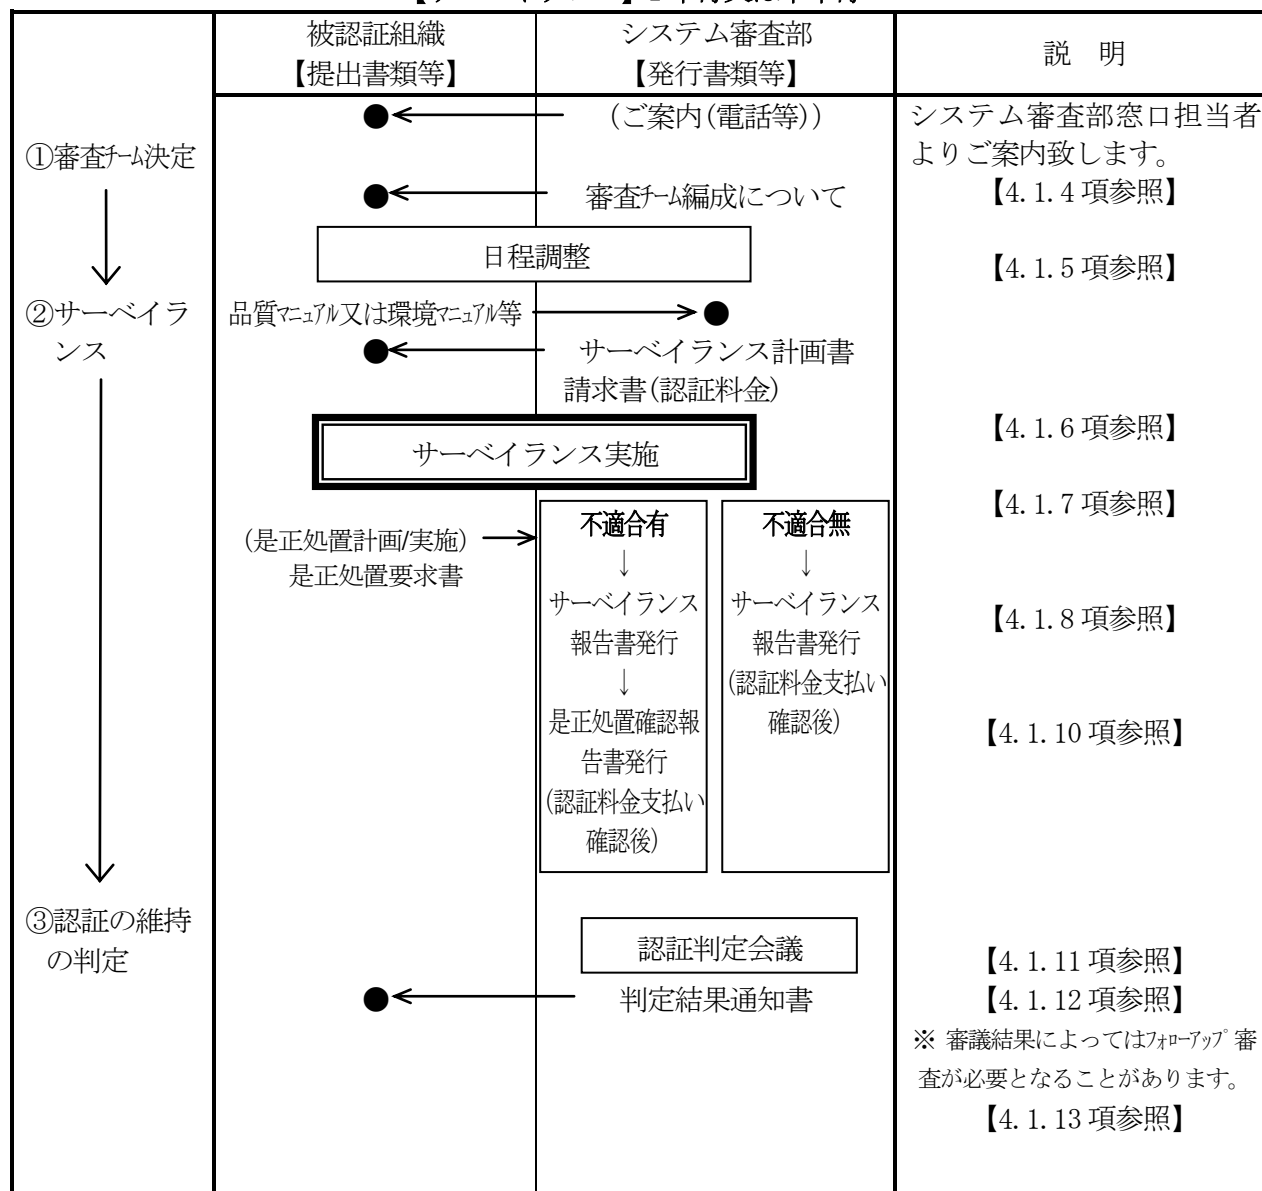 被認証組織
【提出書類等】
システム審査部
【発行書類等】
説 明
①審査ﾁｰﾑ決定
(ご案内(電話等))
システム審査部窓口担当者
よりご案内致します。
審査ﾁｰﾑ編成について
【4.1.4 項参照】
日程調整
【4.1.5 項参照】
②サーベイラ
ンス
品質ﾏﾆｭｱﾙ又は環境ﾏﾆｭｱﾙ等
サーベイランス計画書
請求書(認証料金)
サーベイランス実施
【4.1.6 項参照】
【4.1.7 項参照】
(是正処置計画/実施)
是正処置要求書
不適合有
↓
サーベイランス
報告書発行
↓
是正処置確認報
告書発行
(認証料金支払い
確認後)
不適合無
↓
サーベイランス
報告書発行
(認証料金支払い
確認後)
【4.1.8 項参照】
【4.1.10 項参照】
③認証の維持
の判定
認証判定会議
【4.1.11 項参照】
判定結果通知書
【4.1.12 項参照】
※ 審議結果によってはﾌｫﾛｰｱｯﾌﾟ審
査が必要となることがあります。
【4.1.13 項参照】